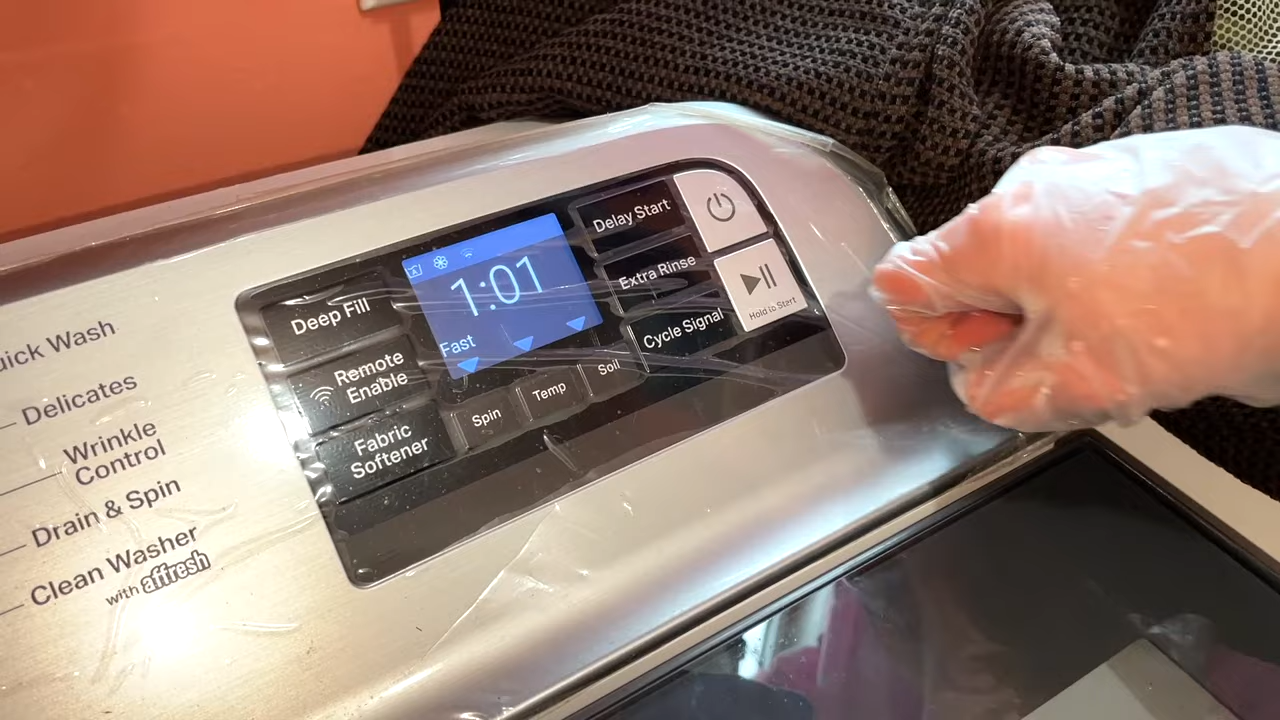 uick Wash
Delicates
Wrinkle
Control
Drain & Spin
Clean Washer
with affresh
Deep Fill
Remote
Enable
Fabric
Softener
1:01
Fast
Spin
Temp
Soil
Delay Start
Extra Rinse
Cycle Signal
Hold to Start